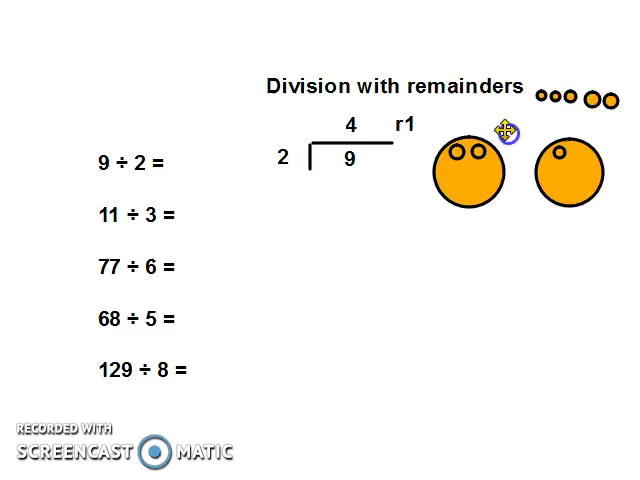 Division with remainders
4 r1
2 9
9 ÷ 2 =
11 ÷ 3 =
77 ÷ 6 =
68 ÷ 5 =
129 ÷ 8 =
RECORDED WITH
SCREENCAST MATIC